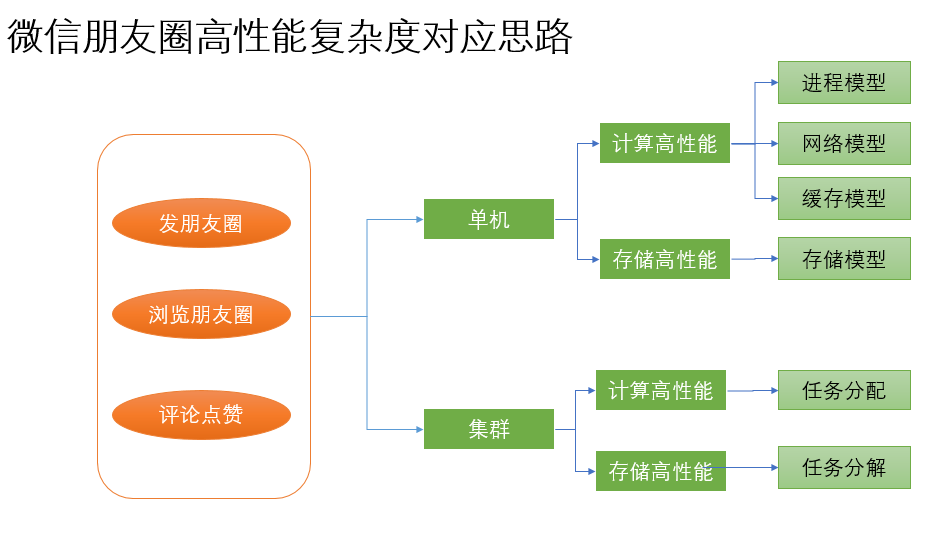 微信朋友圈高性能复杂度对应思路
发朋友圈
浏览朋友圈
评论点赞
单机
集群
计算高性能
存储高性能
计算高性能
存储高性能
进程模型
网络模型
缓存模型
存储模型
任务分配
任务分解